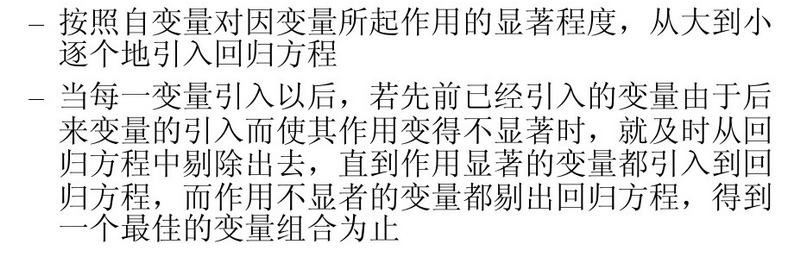 – 按照自变量对因变量所起作用的显著程度，从大到小
逐个地引入回归方程
– 当每一变量引入以后，若先前已经引入的变量由于后
来变量的引入而使其作用变得不显著时，就及时从回
归方程中剔除出去，直到作用显著的变量都引入到回
归方程，而作用不显者的变量都剔出回归方程，得到
一个最佳的变量组合为止